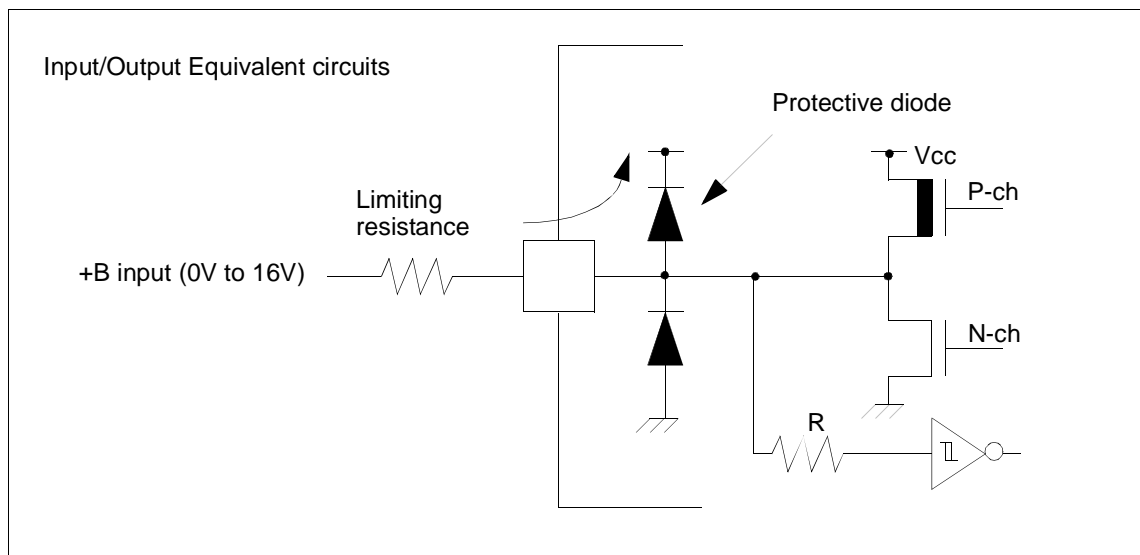 Input/Output Equivalent circuits
Protective diode
Vcc
P-ch
Limiting
resistance
+B input (0V to 16V)
N-ch
R